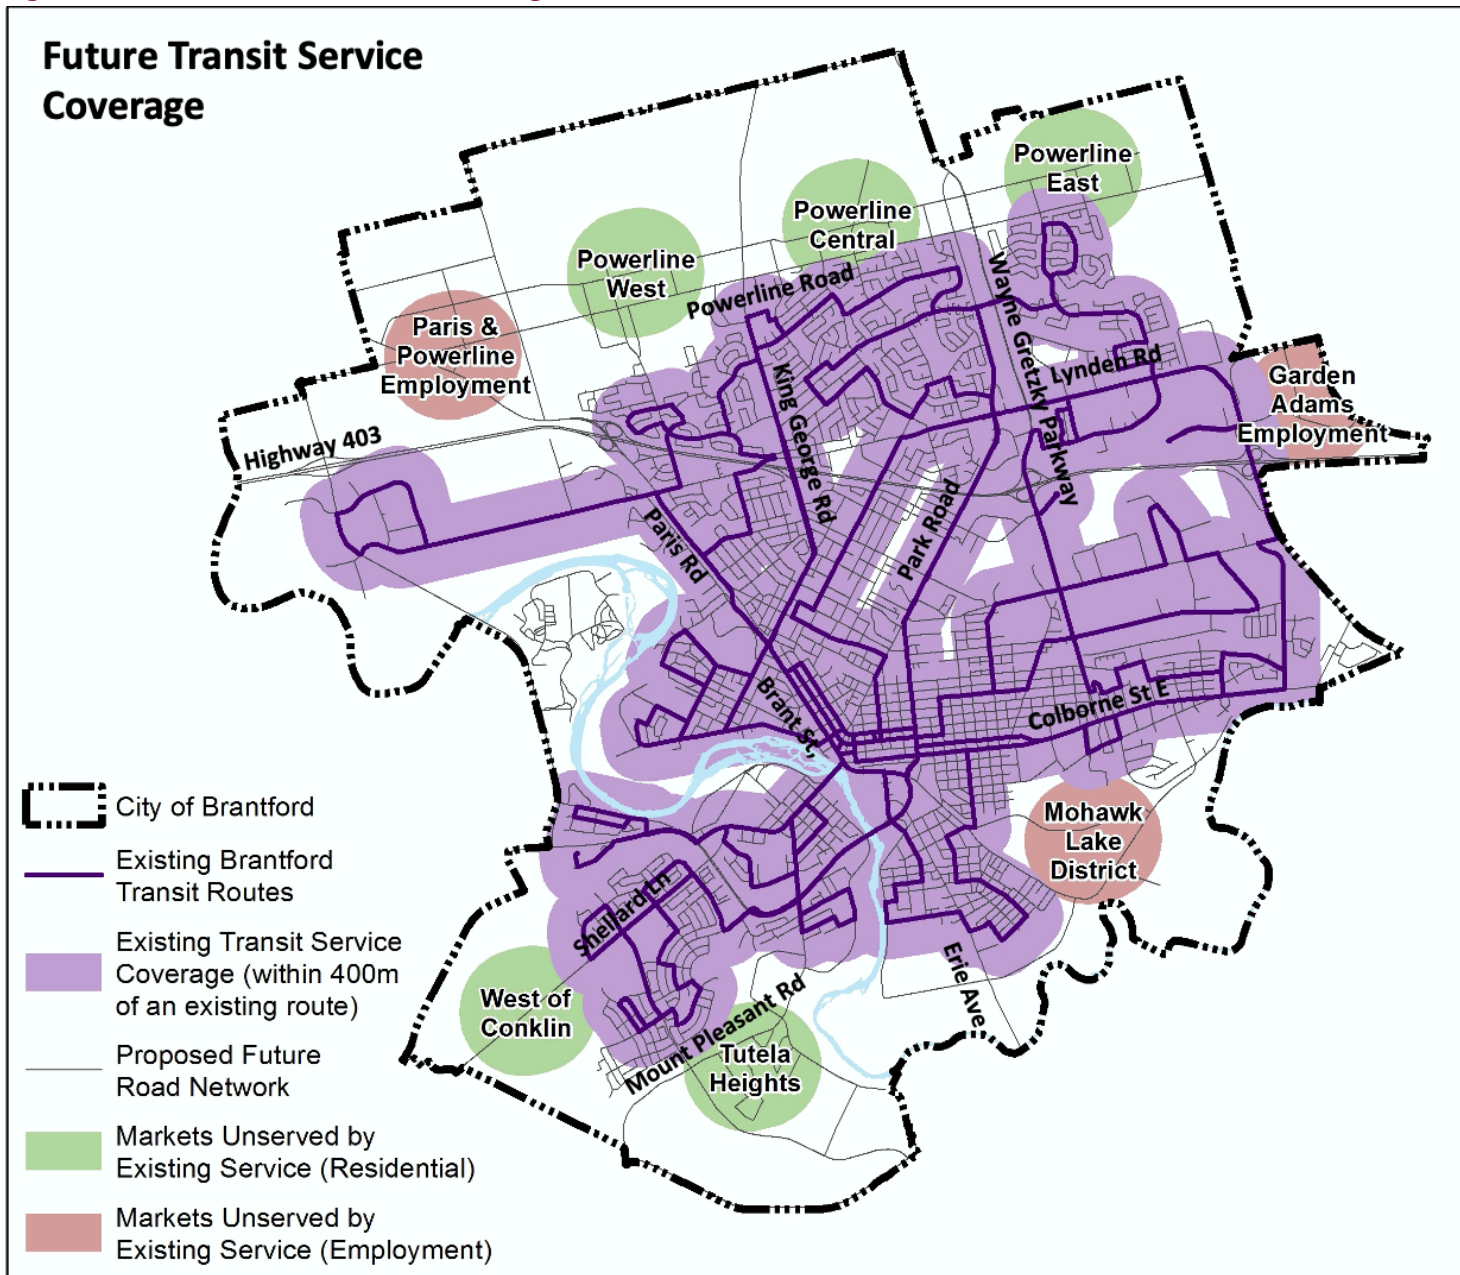 Future Transit Service
Coverage
Powerline
East
Powerline
Central
Powerline
West
Powerline Road
Wayne Gretzky Parkway
Paris &
Powerline
Employment
Lynden Rd
Garden
Adams
Employment
King George Rd
Highway 403
Park Road
Paris Rd
Brant St,
Colborne St E
Mohawk
Lake
District
Shellard Ln
Erie Ave
West of
Conklin
Mount Pleasant Rd
Tutela
Heights
City of Brantford
Existing Brantford
Transit Routes
Existing Transit Service
Coverage (within 400m
of an existing route)
Proposed Future
Road Network
Markets Unserved by
Existing Service (Residential)
Markets Unserved by
Existing Service (Employment)